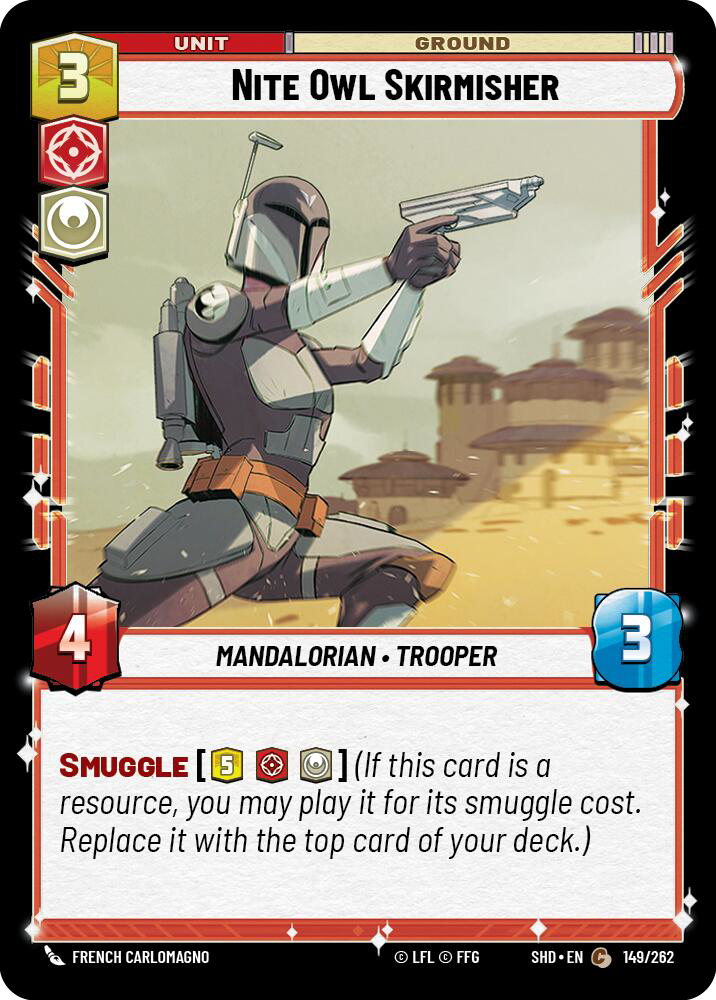 UNIT GROUND
3
NITE OWL SKIRMISHER
4
MANDALORIAN • TROOPER
3
SMUGGLE [5] (If this card is a
resource, you may play it for its smuggle cost.
Replace it with the top card of your deck.)
FRENCH CARLOMAGNO © LFL © FFG SHD • EN C 149/262